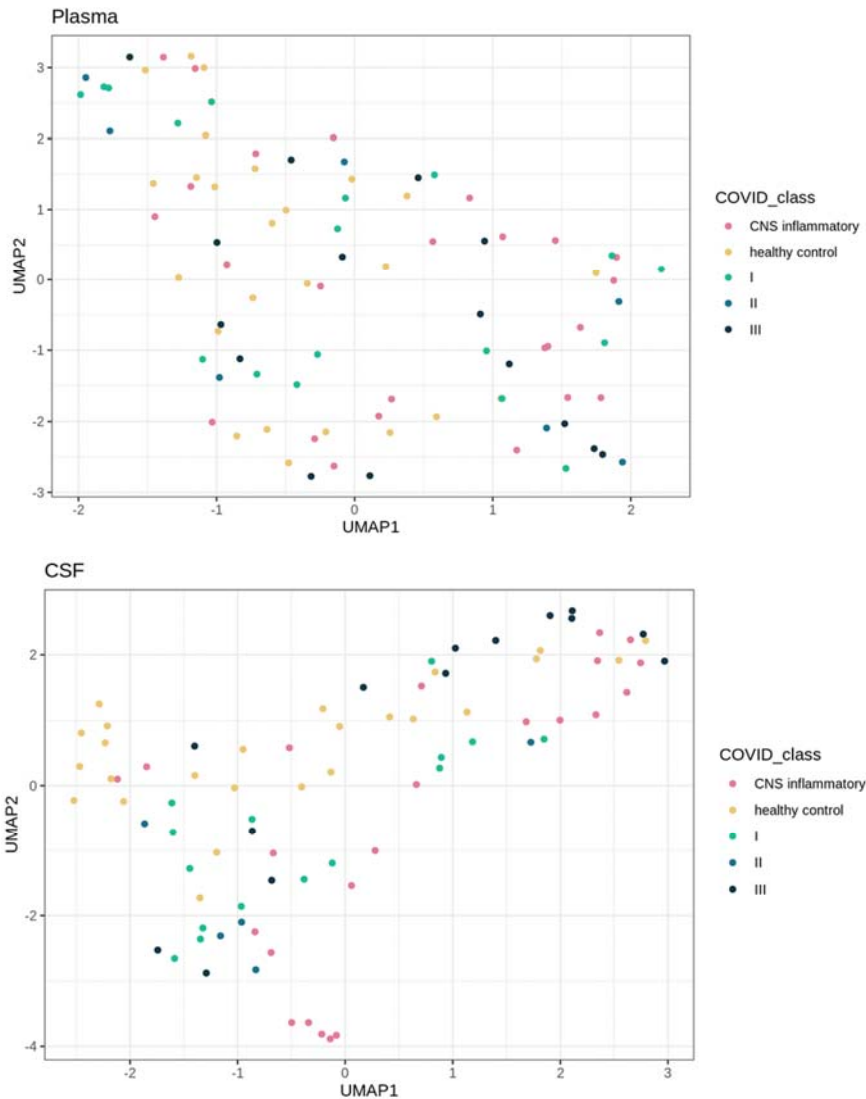 Plasma
3
2
1
0
-1
-2
-3
UMAP2
-2
-1
0
1
2
UMAP1
COVID_class
CNS inflammatory
healthy control
I
II
III
CSF
2
0
-2
-4
UMAP2
-2
-1
0
1
2
3
UMAP1
COVID_class
CNS inflammatory
healthy control
I
II
III